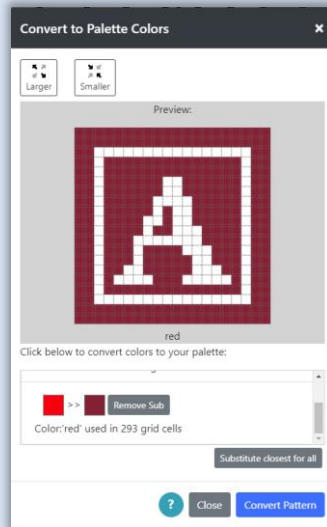 Convert to Palette Colors ×
Larger Smaller
Preview:
A
red
Click below to convert colors to your palette:
>> Remove Sub
Color:'red' used in 293 grid cells
Substitute closest for all
? Close Convert Pattern